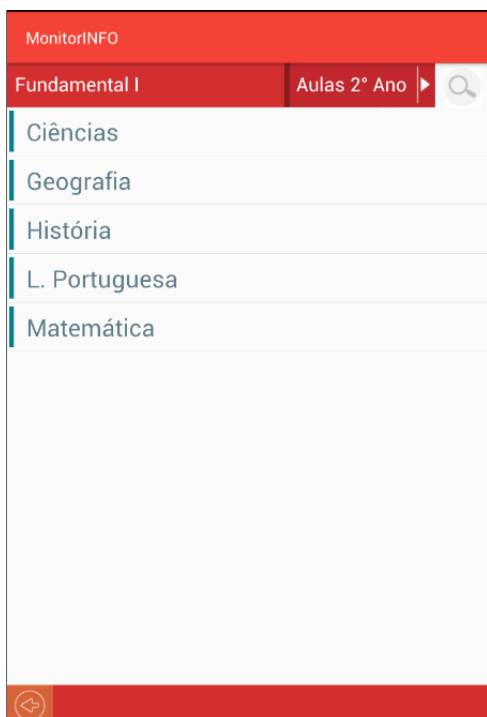 MonitorINFO
Fundamental I Aulas 2° Ano
Ciências
Geografia
História
L. Portuguesa
Matemática